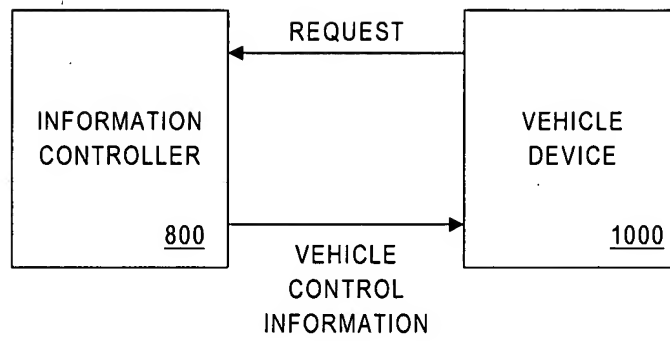 REQUEST
INFORMATION
CONTROLLER
800
VEHICLE
DEVICE
1000
VEHICLE
CONTROL
INFORMATION